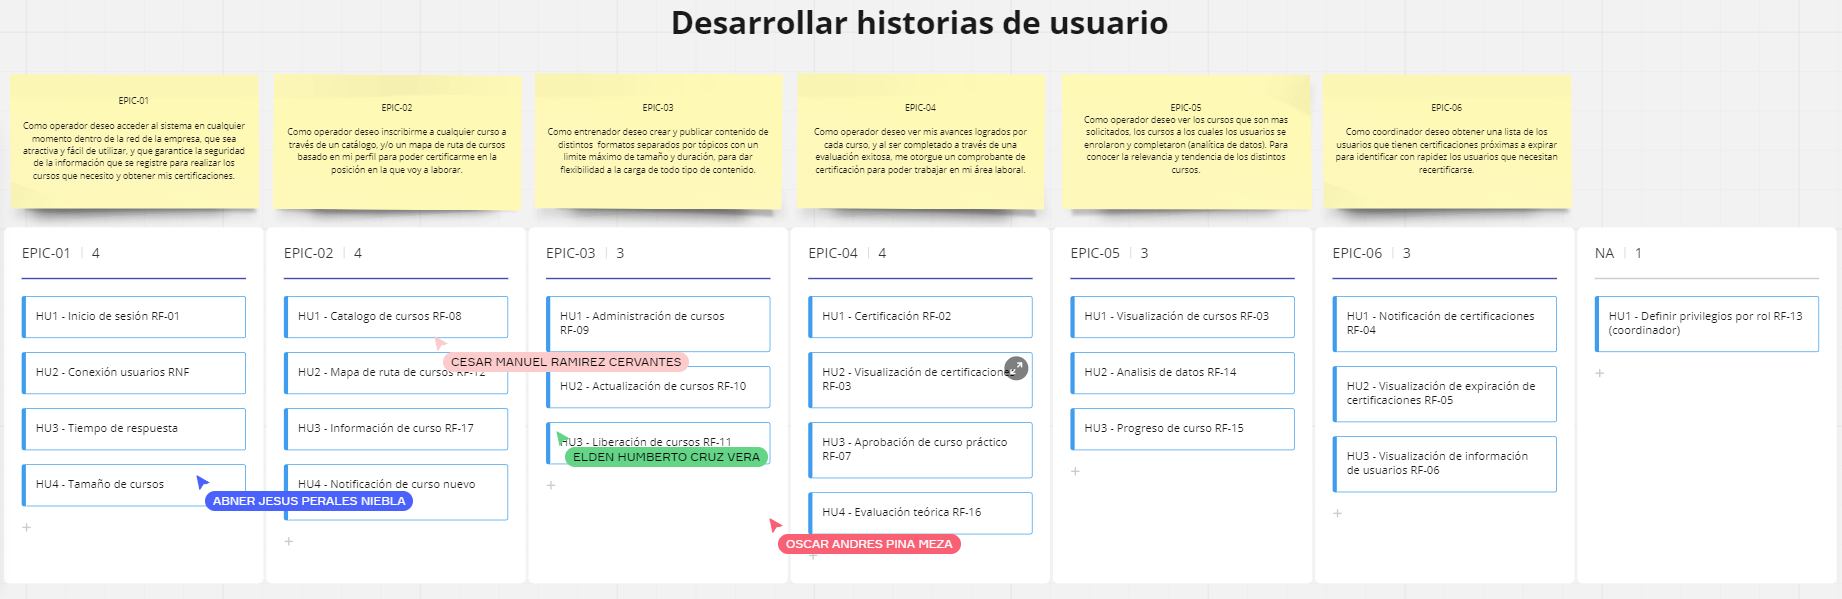 Desarrollar historias de usuario
EPIC-01
Como operador deseo acceder al sistema en cualquier
momento dentro de la red de la empresa, que sea
atractiva y fácil de utilizar, y que garantice la seguridad
de la información que se registre para realizar los
cursos que necesito y obtener mis certificaciones.
EPIC-02
Como operador deseo inscribirme a cualquier curso a
través de un catálogo, y/o un mapa de ruta de cursos
basado en mi perfil para poder certificarme en la
posición en la que voy a laborar.
EPIC-03
Como entrenador deseo crear y publicar contenido de
distintos formatos separados por tópicos con un
limite máximo de tamaño y duración, para dar
flexibilidad a la carga de todo tipo de contenido.
EPIC-04
Como operador deseo ver mis avances logrados por
cada curso, y al ser completado a través de una
evaluación exitosa, me otorgue un comprobante de
certificación para poder trabajar en mi área laboral.
EPIC-05
Como operador deseo ver los cursos que son mas
solicitados, los cursos a los cuales los usuarios se
enrolaron y completaron (analítica de datos). Para
conocer la relevancia y tendencia de los distintos
cursos.
EPIC-06
Como coordinador deseo obtener una lista de los
usuarios que tienen certificaciones próximas a expirar
para identificar con rapidez los usuarios que necesitan
recertificarse.
EPIC-01 | 4
HU1 - Inicio de sesión RF-01
HU2 - Conexión usuarios RNF
HU3 - Tiempo de respuesta
HU4 - Tamaño de cursos
ABNER JESUS PERALES NIEBLA
EPIC-02 | 4
HU1 - Catalogo de cursos RF-08
CESAR MANUEL RAMIREZ CERVANTES
HU2 - Mapa de ruta de cursos RF-12
HU3 - Información de curso RF-17
HU4 - Notificación de curso nuevo
EPIC-03 | 3
HU1 - Administración de cursos
RF-09
HU2 - Actualización de cursos RF-10
HU3 - Liberación de cursos RF-11
ELDEN HUMBERTO CRUZ VERA
EPIC-04 | 4
HU1 - Certificación RF-02
HU2 - Visualización de certificaciones
RF-03
HU3 - Aprobación de curso práctico
RF-07
HU4 - Evaluación teórica RF-16
OSCAR ANDRES PINA MEZA
EPIC-05 | 3
HU1 - Visualización de cursos RF-03
HU2 - Analisis de datos RF-14
HU3 - Progreso de curso RF-15
EPIC-06 | 3
HU1 - Notificación de certificaciones
RF-04
HU2 - Visualización de expiración de
certificaciones RF-05
HU3 - Visualización de información
de usuarios RF-06
NA | 1
HU1 - Definir privilegios por rol RF-13
(coordinador)